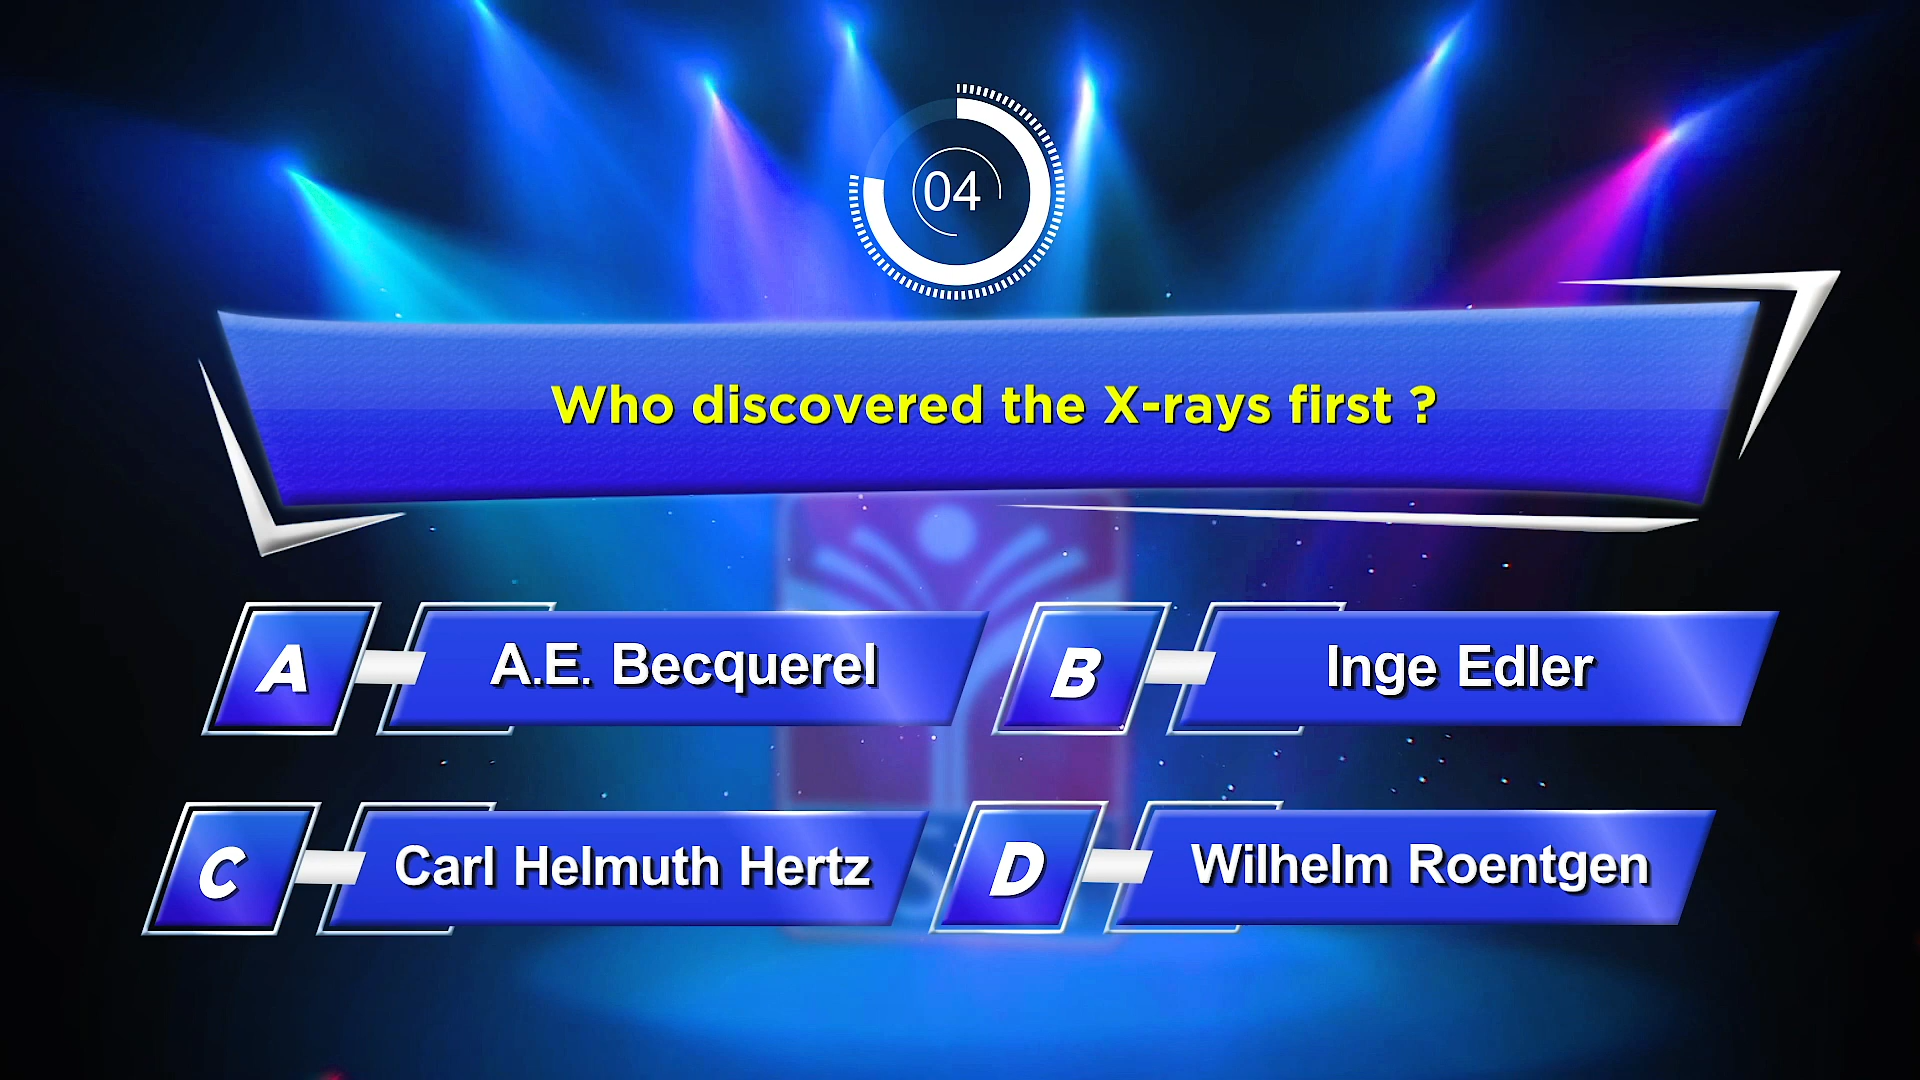 04
Who discovered the X-rays first ?
A
A.E. Becquerel
B
Inge Edler
C
Carl Helmuth Hertz
D
Wilhelm Roentgen